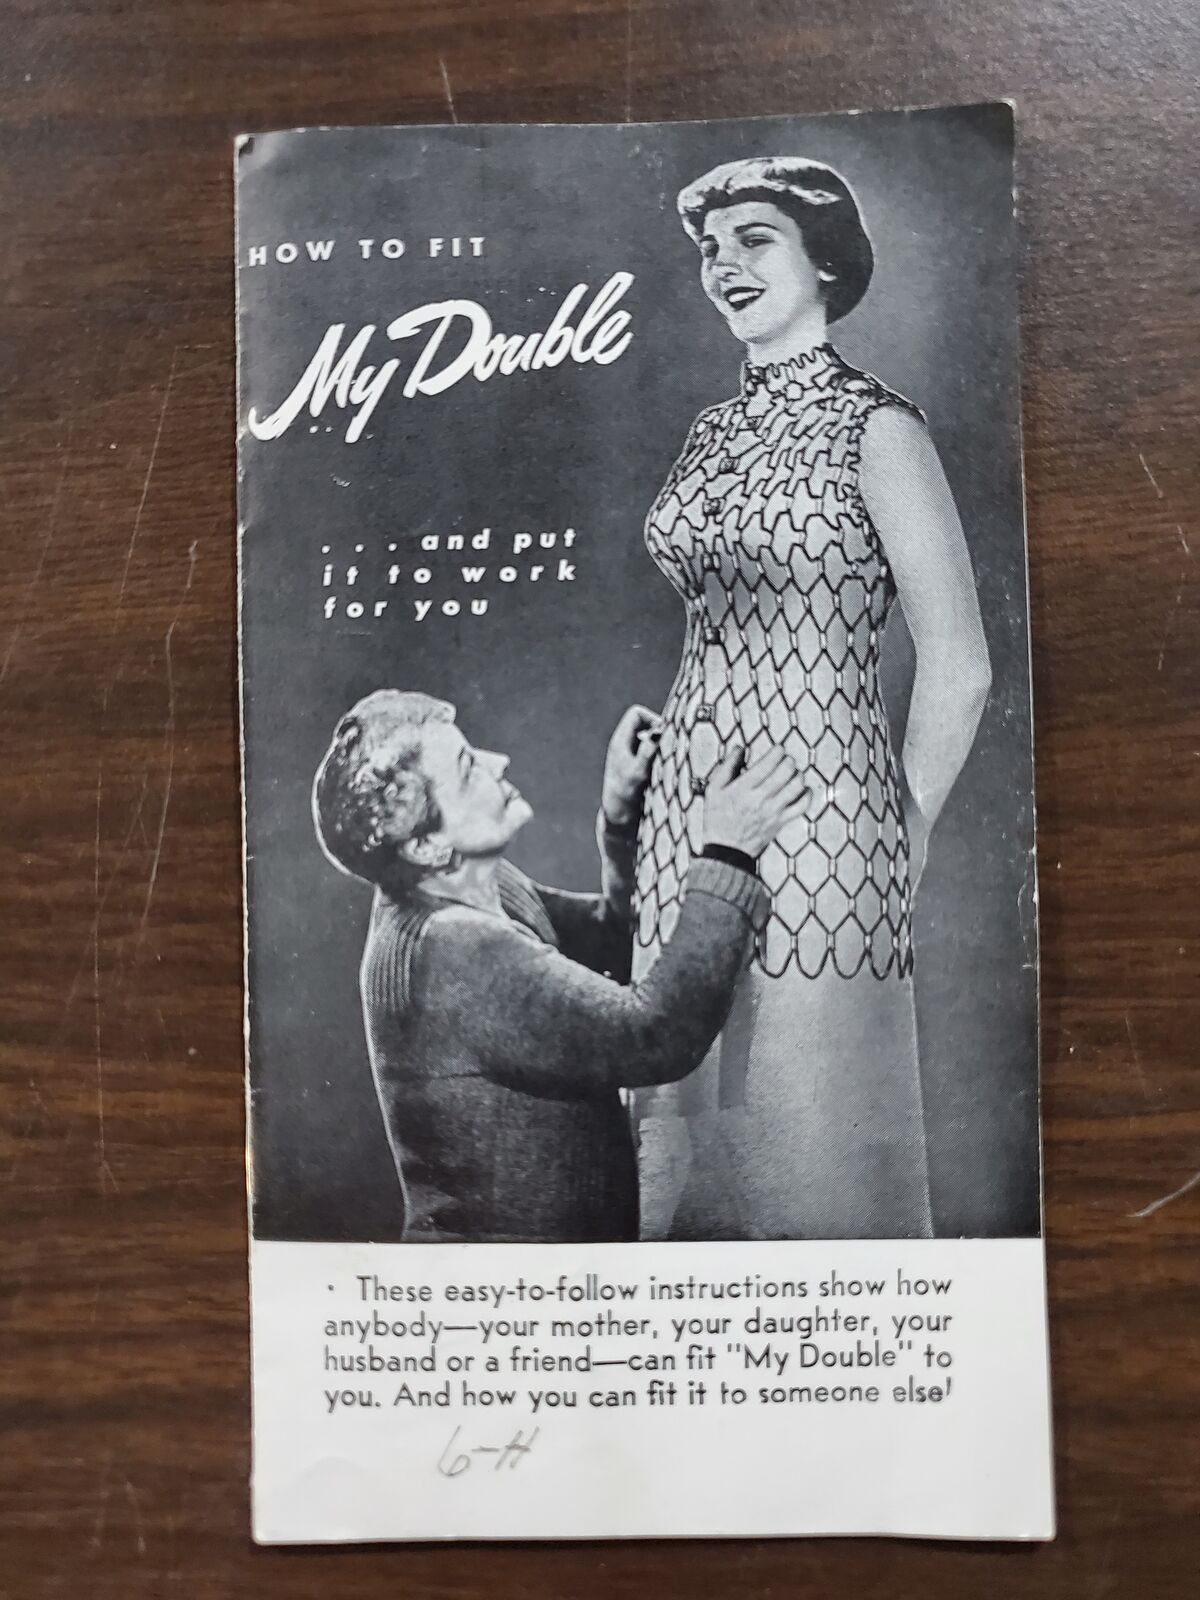 HOW TO FIT
My Double
. . . and put
it to work
for you
· These easy-to-follow instructions show how
anybody—your mother, your daughter, your
husband or a friend—can fit "My Double" to
you. And how you can fit it to someone else!
6-H